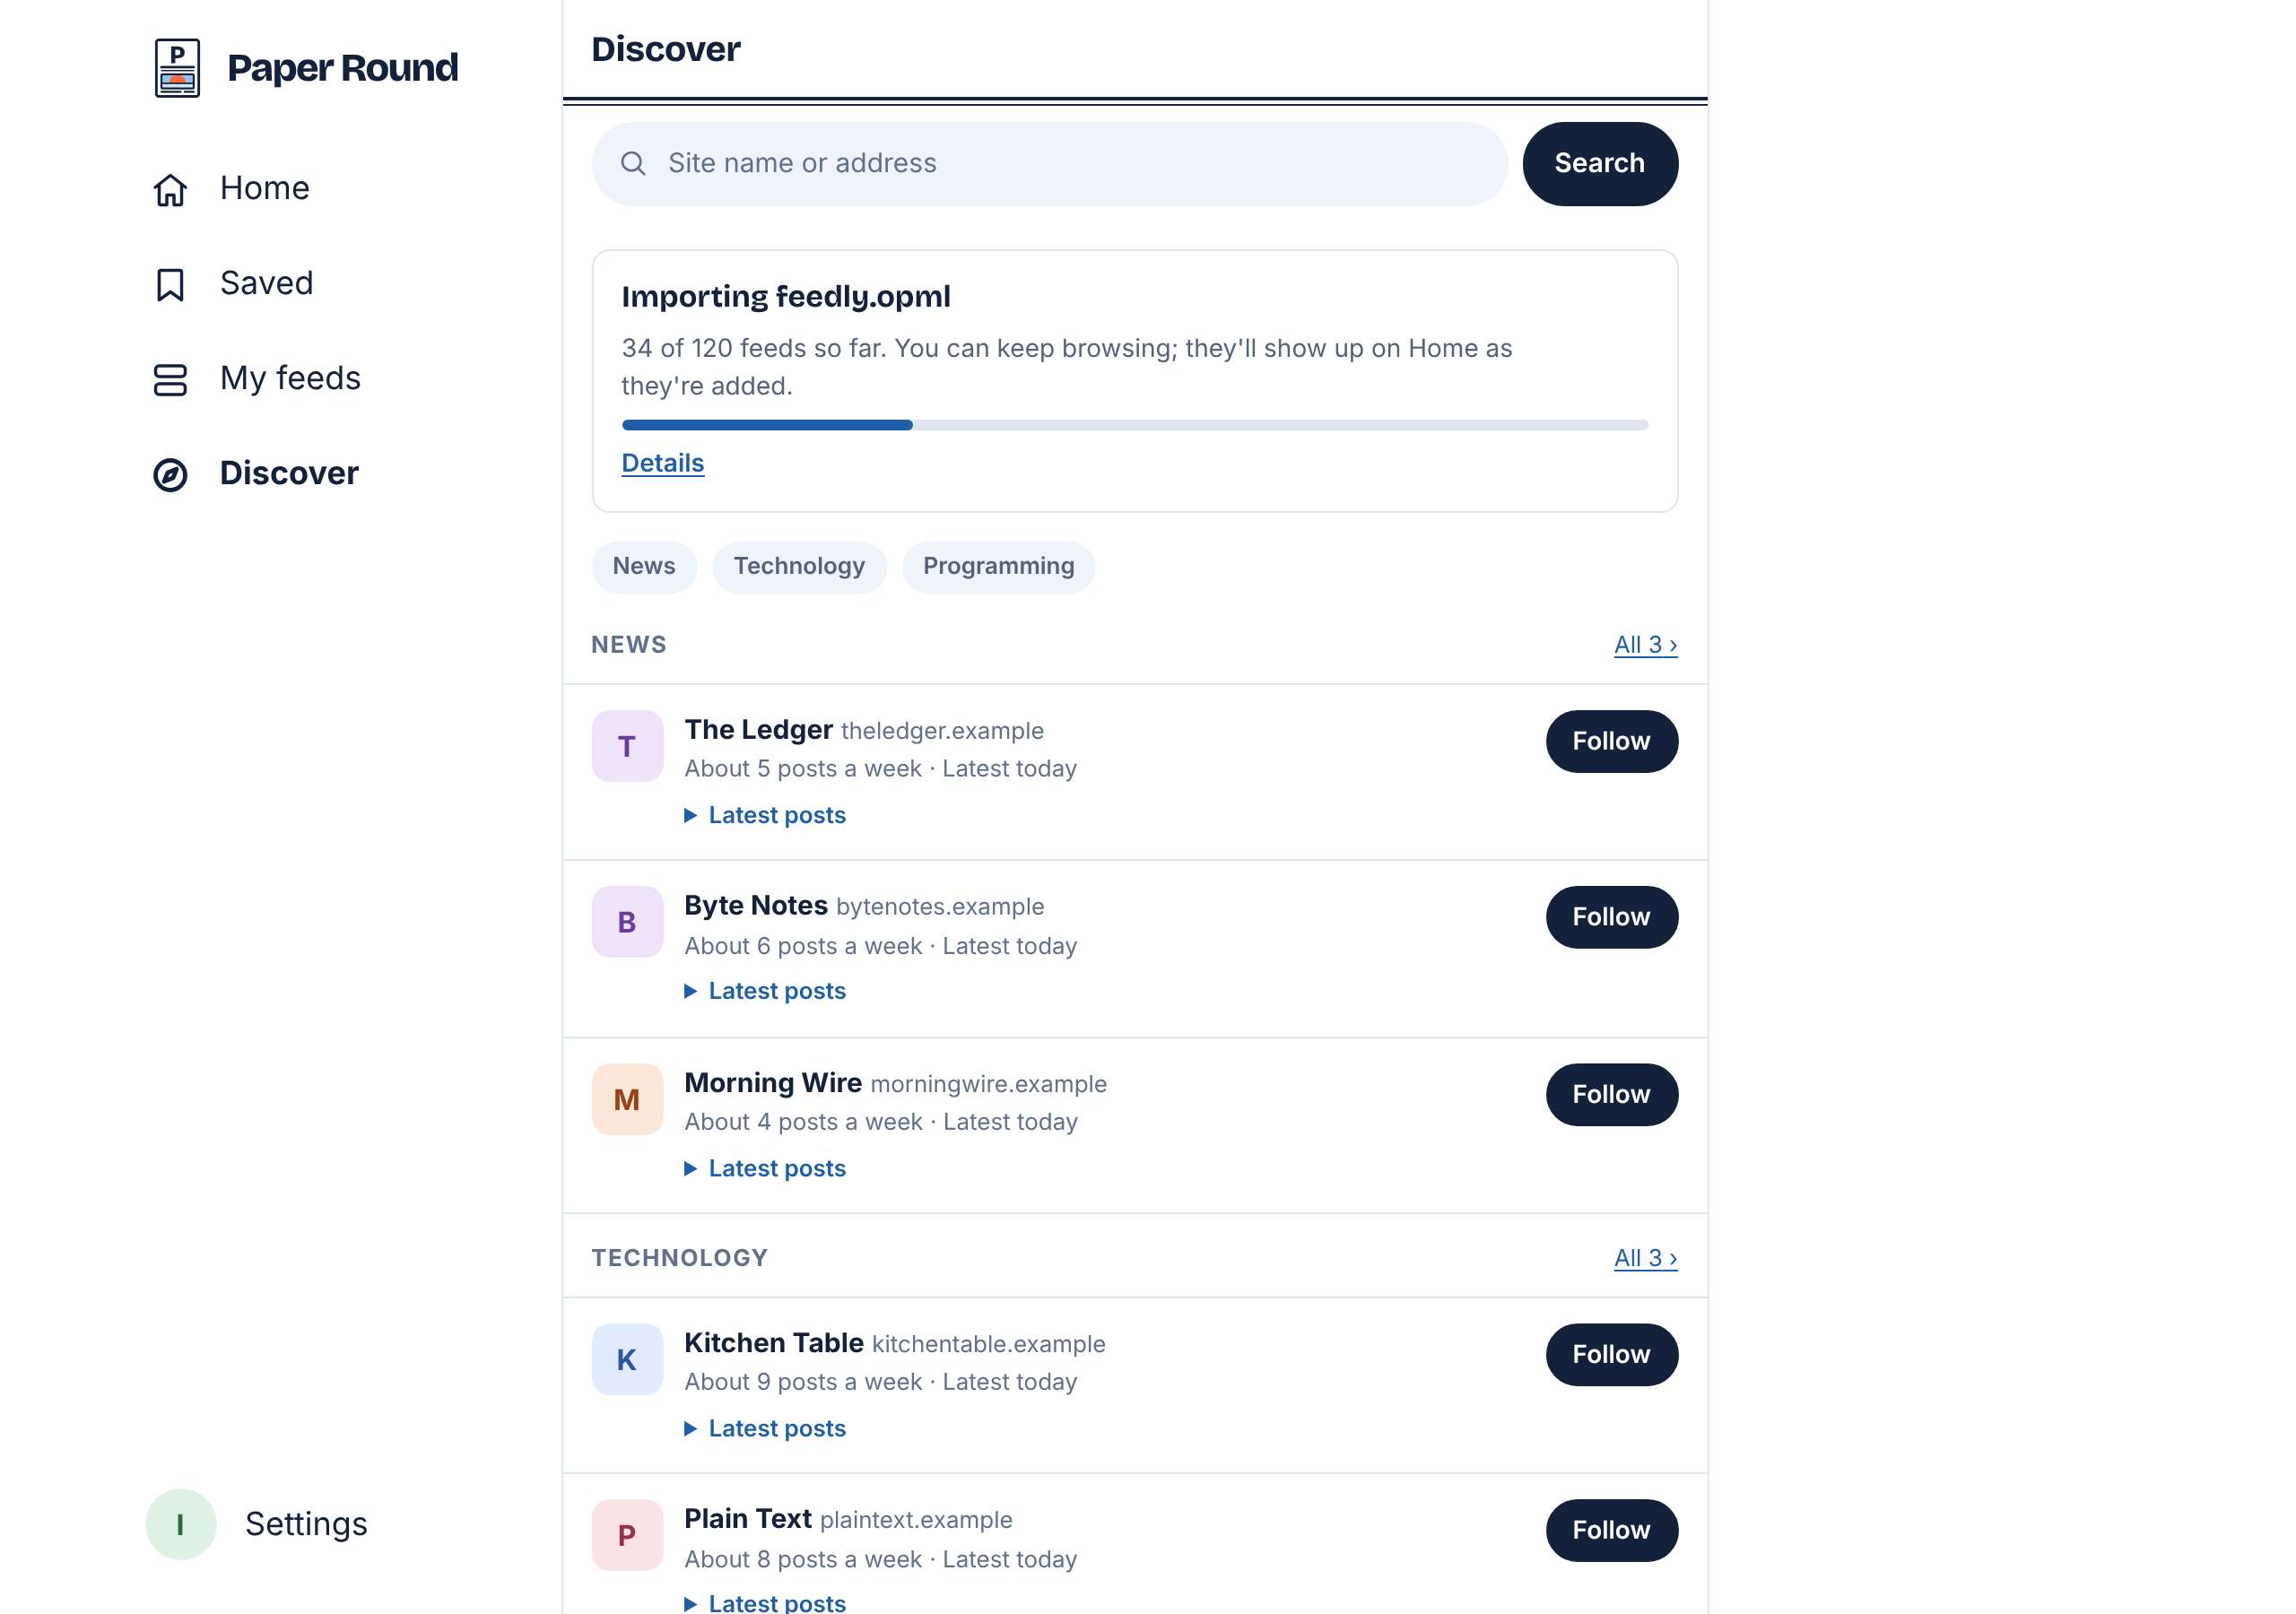 P
Paper Round
Home
Saved
My feeds
Discover
I
Settings
Discover
Site name or address
Search
Importing feedly.opml
34 of 120 feeds so far. You can keep browsing; they'll show up on Home as
they're added.
Details
News
Technology
Programming
NEWS
All 3 ›
T
The Ledger theledger.example
About 5 posts a week · Latest today
Latest posts
Follow
B
Byte Notes bytenotes.example
About 6 posts a week · Latest today
Latest posts
Follow
M
Morning Wire morningwire.example
About 4 posts a week · Latest today
Latest posts
Follow
TECHNOLOGY
All 3 ›
K
Kitchen Table kitchentable.example
About 9 posts a week · Latest today
Latest posts
Follow
P
Plain Text plaintext.example
About 8 posts a week · Latest today
Latest posts
Follow